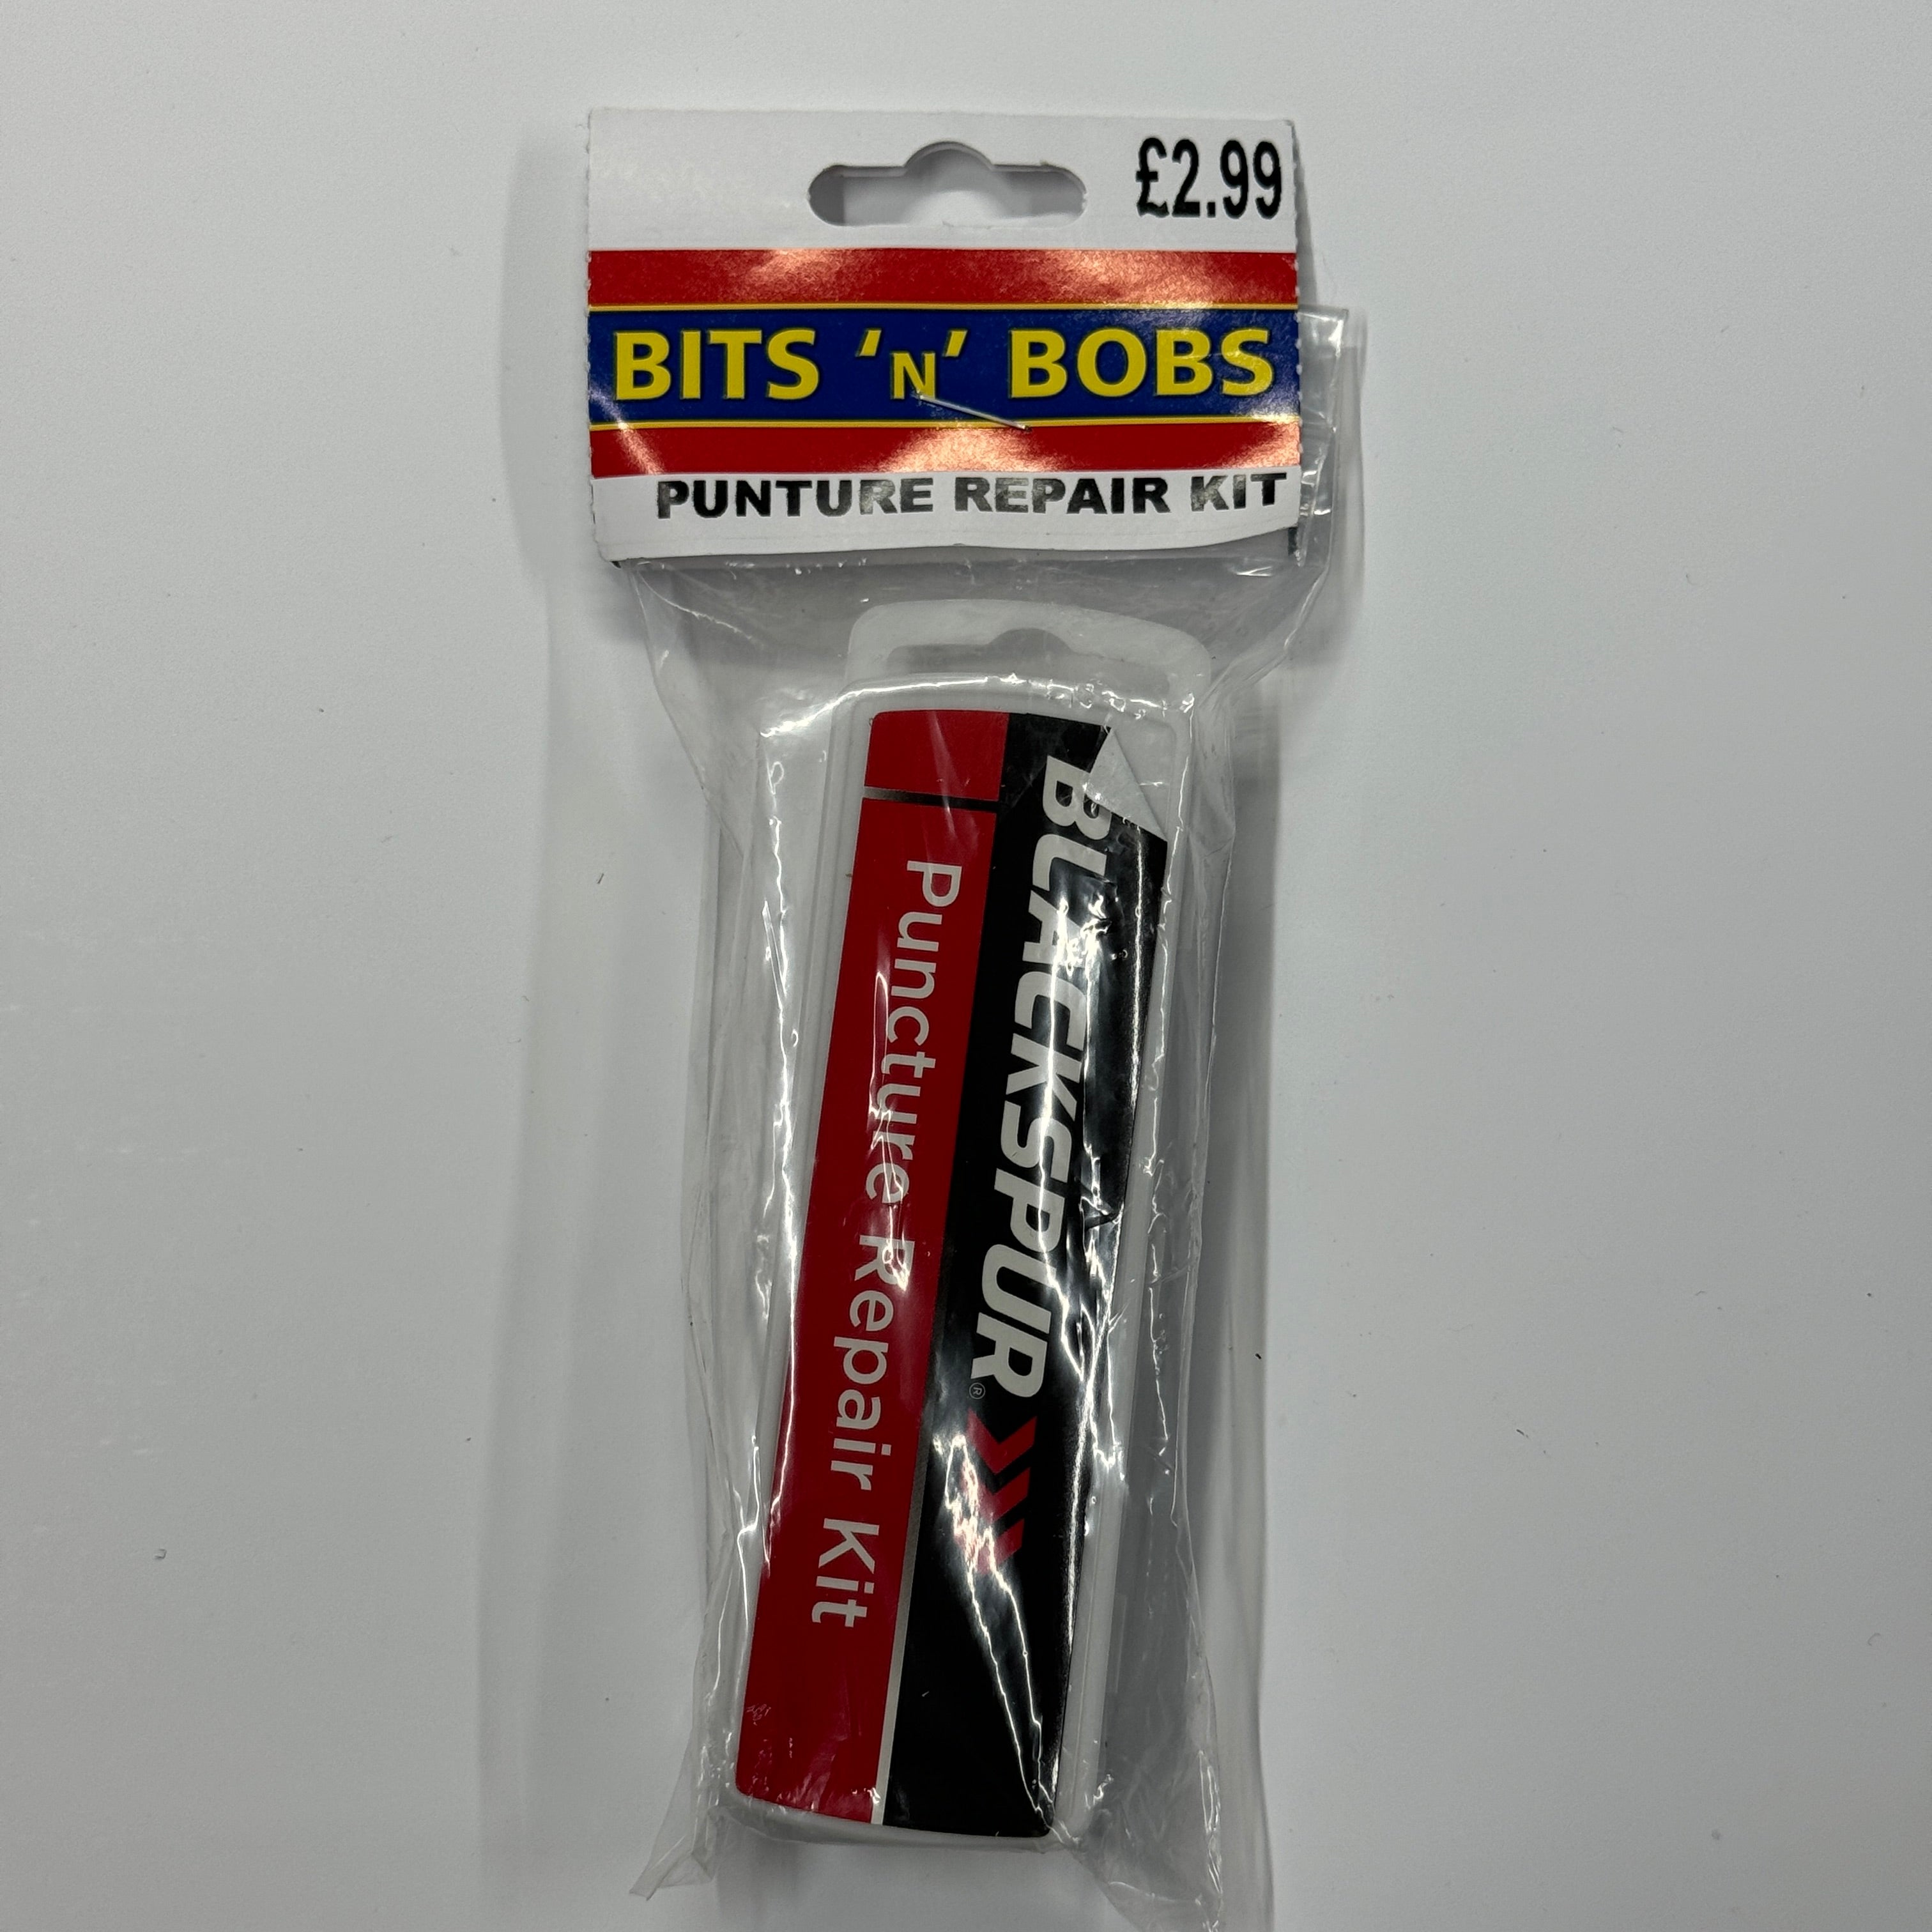 £2.99
BITS 'N' BOBS
PUNTURE REPAIR KIT
BLACKSPUR®
Puncture Repair Kit